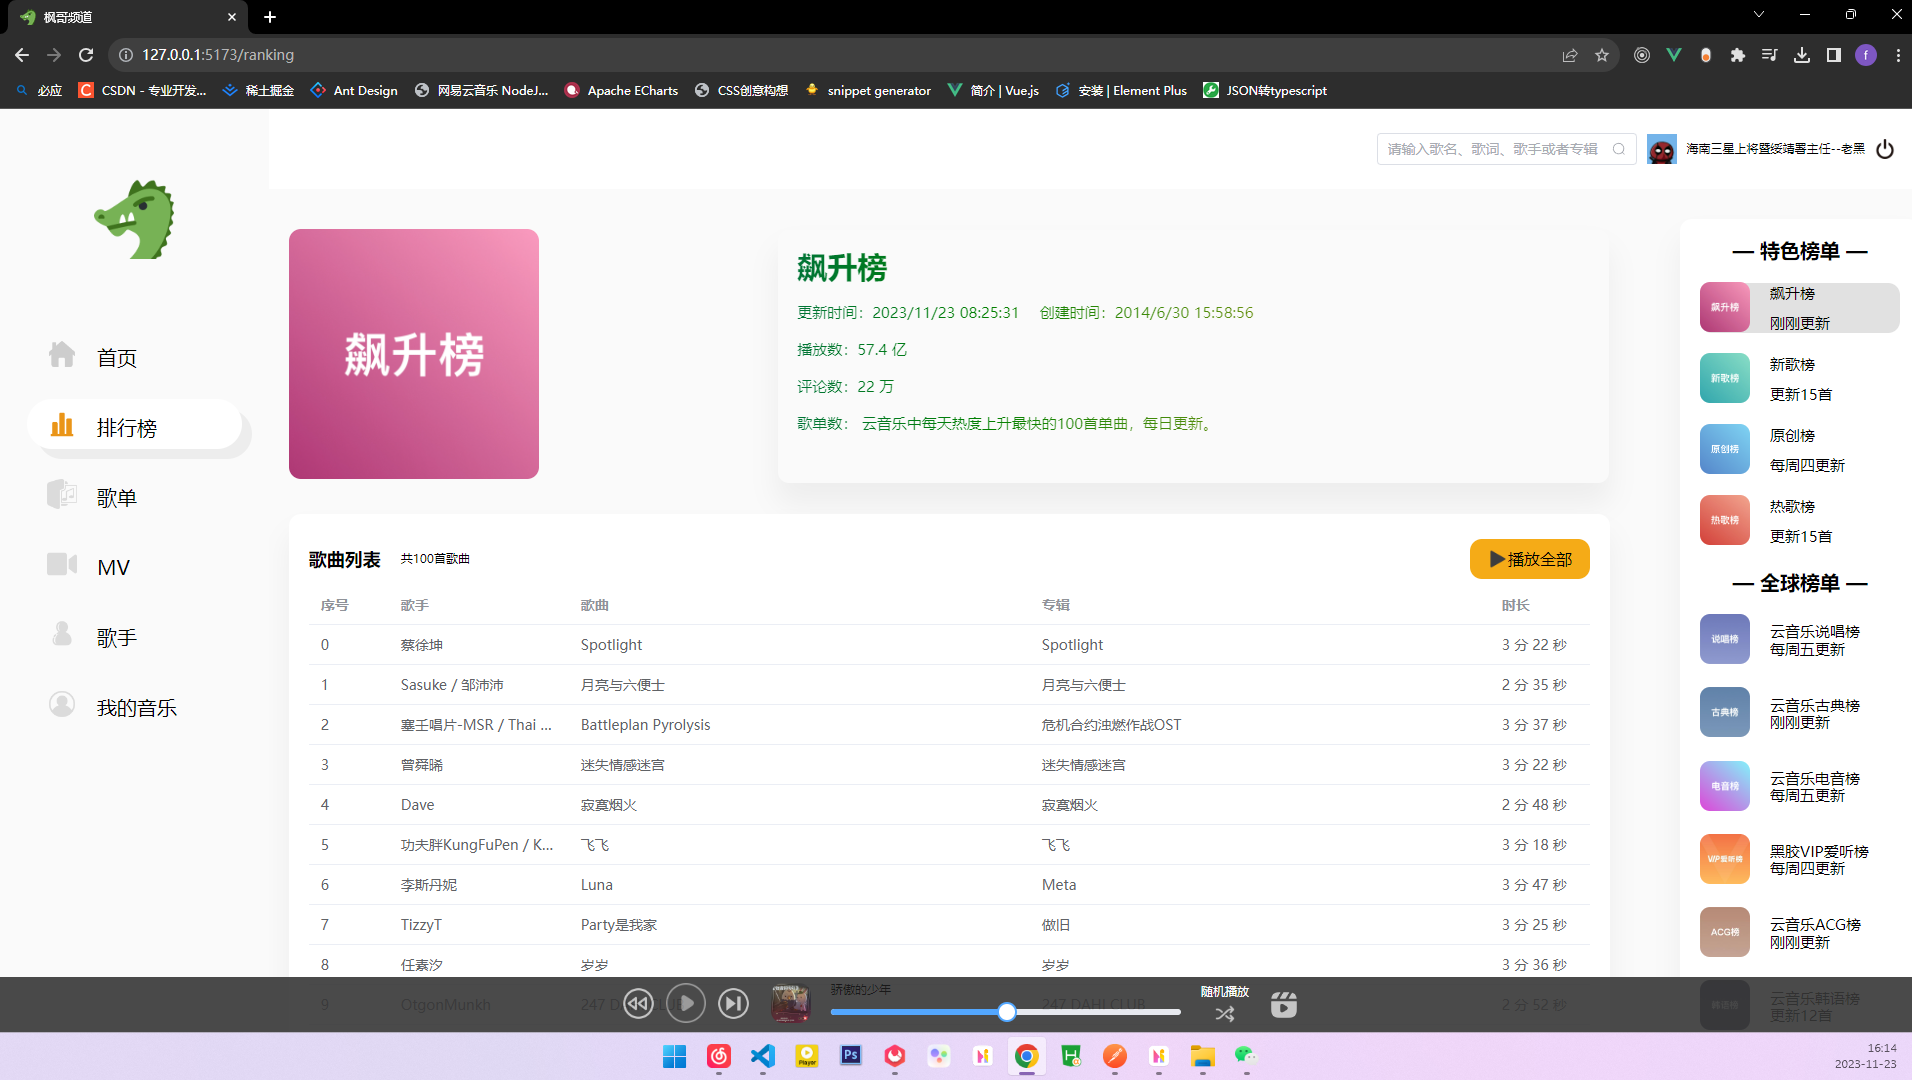 枫哥频道
127.0.0.1:5173/ranking
必应
CSDN - 专业开发...
稀土掘金
Ant Design
网易云音乐 NodeJ...
Apache ECharts
CSS创意构想
snippet generator
简介 | Vue.js
安装 | Element Plus
JSON转typescript
请输入歌名、歌词、歌手或者专辑
海南三星上将暨绥靖署主任--老黑
首页
排行榜
歌单
MV
歌手
我的音乐
飙升榜
飙升榜
更新时间：2023/11/23 08:25:31 创建时间：2014/6/30 15:58:56
播放数：57.4 亿
评论数：22 万
歌单数： 云音乐中每天热度上升最快的100首单曲，每日更新。
歌曲列表 共100首歌曲
播放全部
序号 歌手 歌曲 专辑 时长
0 蔡徐坤 Spotlight Spotlight 3 分 22 秒
1 Sasuke / 邹沛沛 月亮与六便士 月亮与六便士 2 分 35 秒
2 塞壬唱片-MSR / Thai ... Battleplan Pyrolysis 危机合约浊燃作战OST 3 分 37 秒
3 曾舜晞 迷失情感迷宫 迷失情感迷宫 3 分 22 秒
4 Dave 寂寞烟火 寂寞烟火 2 分 48 秒
5 功夫胖KungFuPen / K... 飞飞 飞飞 3 分 18 秒
6 李斯丹妮 Luna Meta 3 分 47 秒
7 TizzyT Party是我家 做旧 3 分 25 秒
8 任素汐 岁岁 岁岁 3 分 36 秒
9 OtgonMunkh 247 D 247 DAHI CLUB 2 分 52 秒
骄傲的少年
随机播放
— 特色榜单 —
飙升榜
飙升榜
刚刚更新
新歌榜
新歌榜
更新15首
原创榜
原创榜
每周四更新
热歌榜
热歌榜
更新15首
— 全球榜单 —
说唱榜
云音乐说唱榜
每周五更新
古典榜
云音乐古典榜
刚刚更新
电音榜
云音乐电音榜
每周五更新
VIP爱听榜
黑胶VIP爱听榜
每周四更新
ACG榜
云音乐ACG榜
刚刚更新
云音乐韩语榜
更新12首
Ps
Player
16:14
2023-11-23